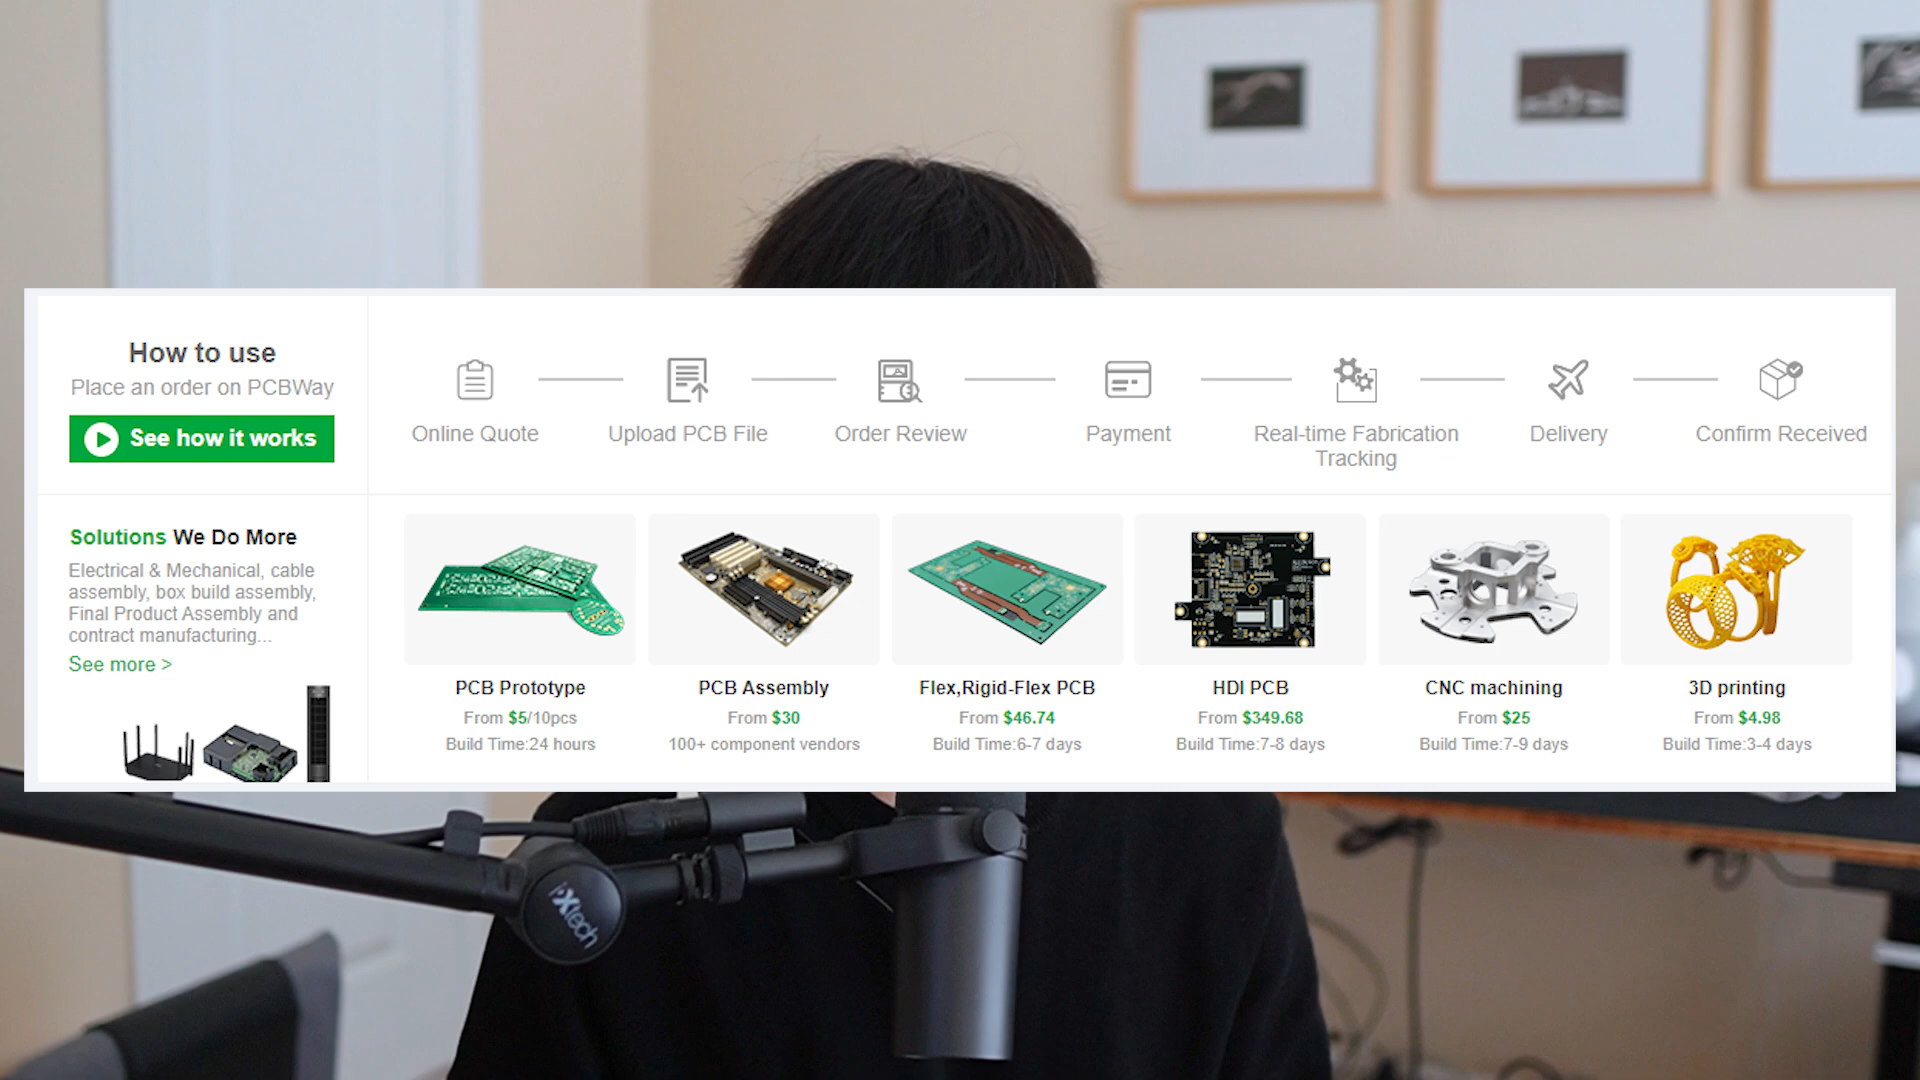 How to use
Place an order on PCBWay
See how it works
Online Quote
Upload PCB File
Order Review
Payment
Real-time Fabrication
Tracking
Delivery
Confirm Received
Solutions We Do More
Electrical & Mechanical, cable
assembly, box build assembly,
Final Product Assembly and
contract manufacturing...
See more >
PCB Prototype
From $5/10pcs
Build Time:24 hours
PCB Assembly
From $30
100+ component vendors
Flex,Rigid-Flex PCB
From $46.74
Build Time:6-7 days
HDI PCB
From $349.68
Build Time:7-8 days
CNC machining
From $25
Build Time:7-9 days
3D printing
From $4.98
Build Time:3-4 days